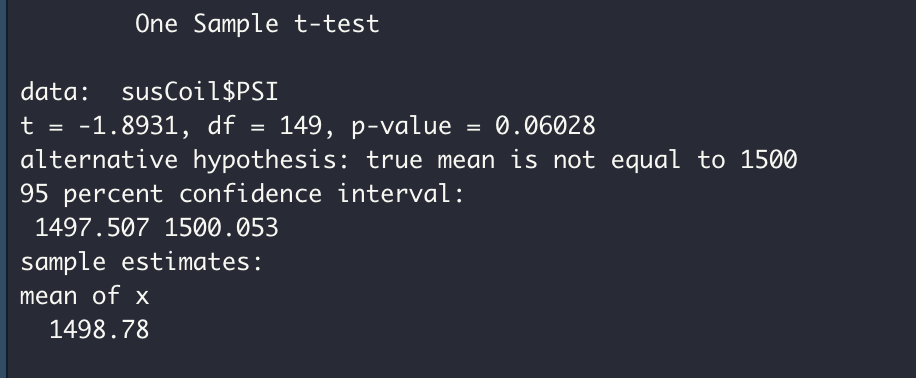 One Sample t-test
data:  susCoil$PSI
t = -1.8931, df = 149, p-value = 0.06028
alternative hypothesis: true mean is not equal to 1500
95 percent confidence interval:
1497.507 1500.053
sample estimates:
mean of x
1498.78